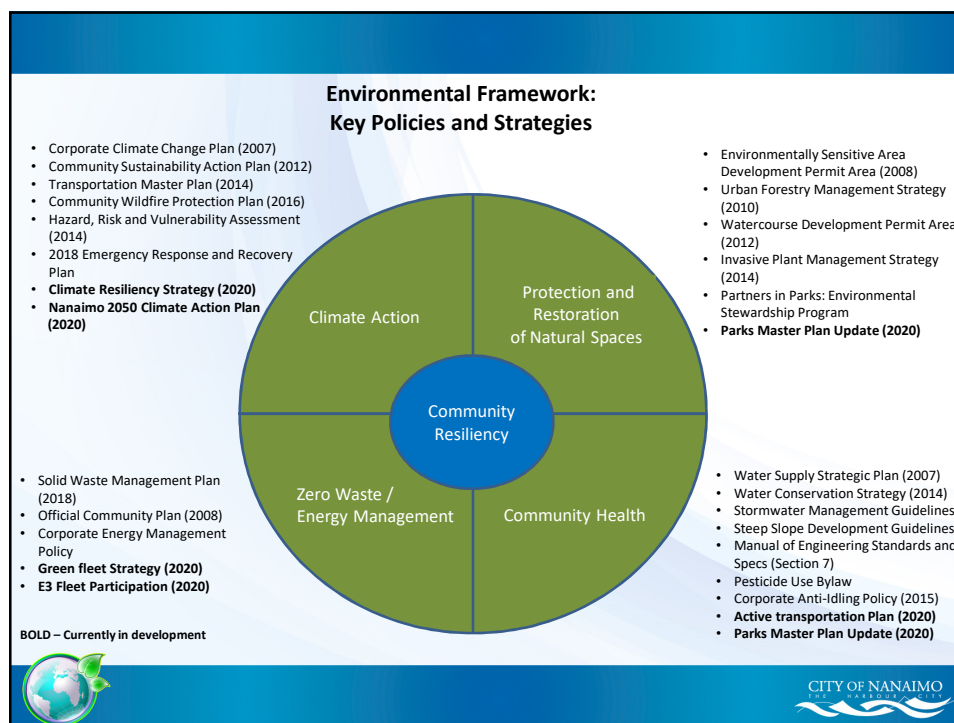 Environmental Framework:
Key Policies and Strategies
• Corporate Climate Change Plan (2007)
• Community Sustainability Action Plan (2012)
• Transportation Master Plan (2014)
• Community Wildfire Protection Plan (2016)
• Hazard, Risk and Vulnerability Assessment
(2014)
• 2018 Emergency Response and Recovery
Plan
• Climate Resiliency Strategy (2020)
• Nanaimo 2050 Climate Action Plan
(2020)
• Environmentally Sensitive Area
Development Permit Area (2008)
• Urban Forestry Management Strategy
(2010)
• Watercourse Development Permit Area
(2012)
• Invasive Plant Management Strategy
(2014)
• Partners in Parks: Environmental
Stewardship Program
• Parks Master Plan Update (2020)
Climate Action
Protection and
Restoration
of Natural Spaces
Community
Resiliency
Zero Waste /
Energy Management
Community Health
• Solid Waste Management Plan
(2018)
• Official Community Plan (2008)
• Corporate Energy Management
Policy
• Green fleet Strategy (2020)
• E3 Fleet Participation (2020)
• Water Supply Strategic Plan (2007)
• Water Conservation Strategy (2014)
• Stormwater Management Guidelines
• Steep Slope Development Guidelines
• Manual of Engineering Standards and
Specs (Section 7)
• Pesticide Use Bylaw
• Corporate Anti-Idling Policy (2015)
• Active transportation Plan (2020)
• Parks Master Plan Update (2020)
BOLD – Currently in development
CITY OF NANAIMO
THE HARBOUR CITY